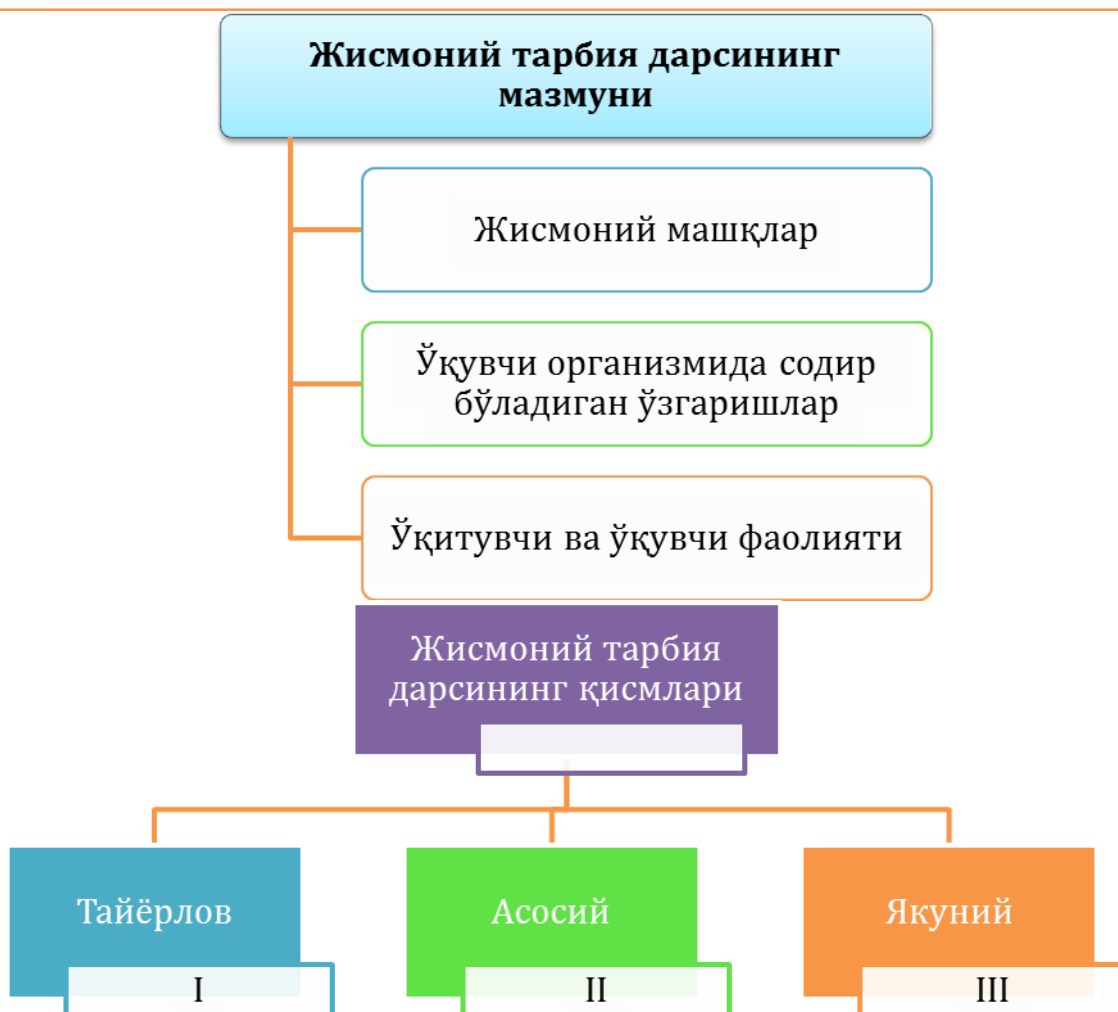 Жисмоний тарбия дарсининг
мазмуни
Жисмоний машқлар
Ўқувчи организмида содир
бўладиган ўзгаришлар
Ўқитувчи ва ўқувчи фаолияти
Жисмоний тарбия
дарсининг қисмлари
Тайёрлов
Асосий
Якуний
I
II
III